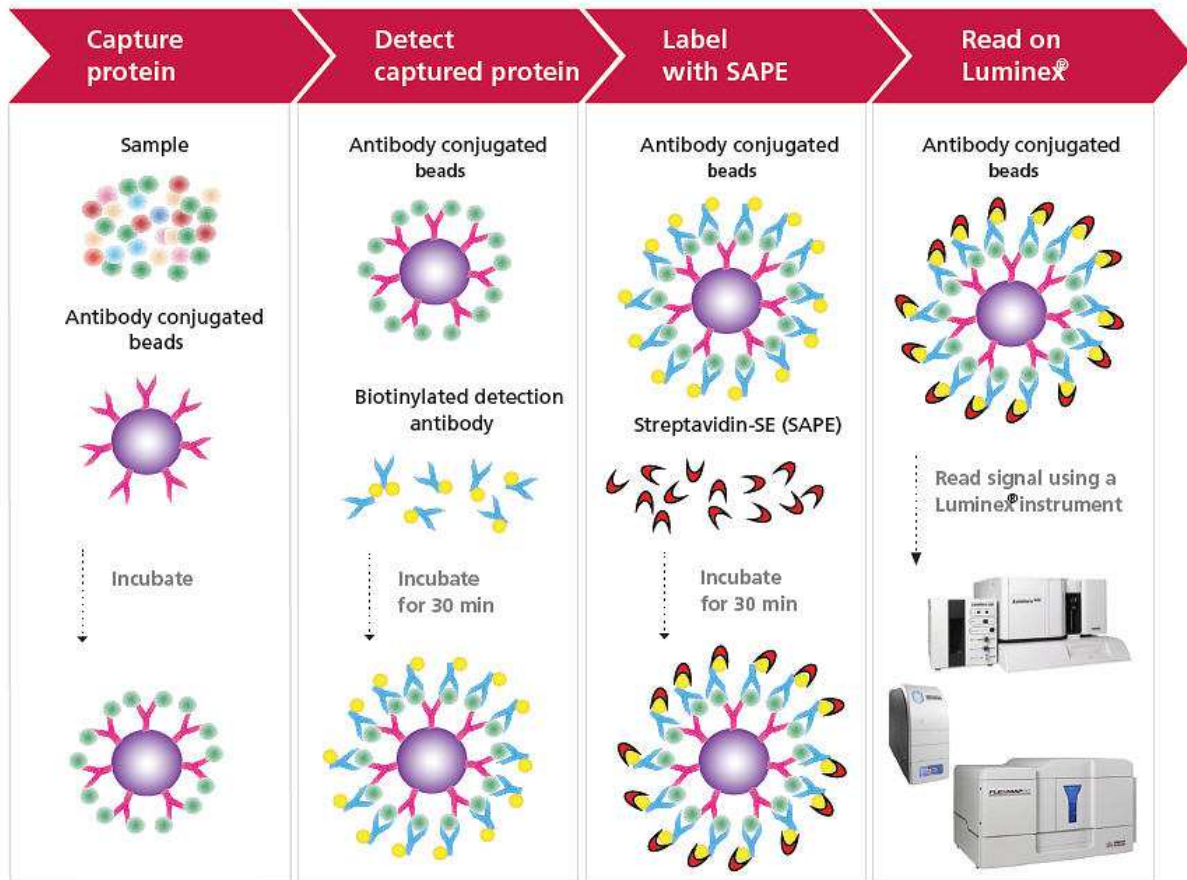 Capture
protein
Detect
captured protein
Label
with SAPE
Read on
Luminex®
Sample
Antibody conjugated
beads
Incubate
Antibody conjugated
beads
Biotinylated detection
antibody
Incubate
for 30 min
Antibody conjugated
beads
Streptavidin-SE (SAPE)
Incubate
for 30 min
Antibody conjugated
beads
Read signal using a
Luminex® instrument
FLEXMAP